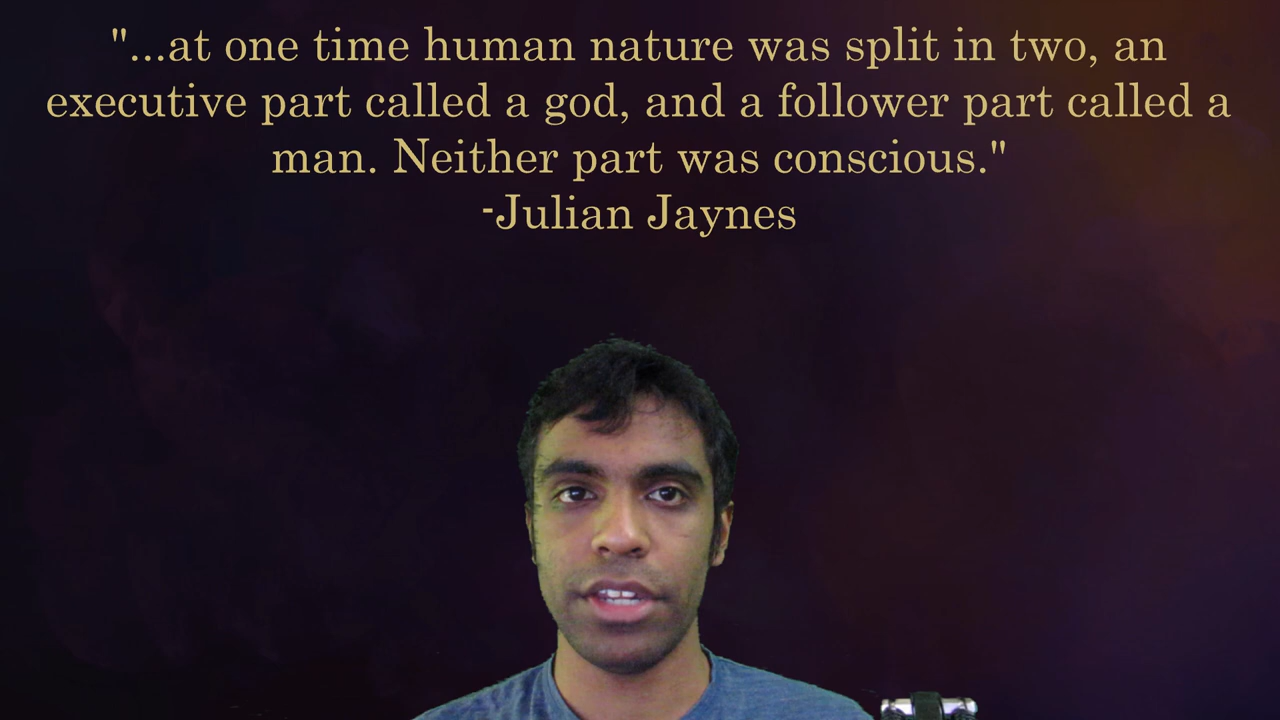 "...at one time human nature was split in two, an
executive part called a god, and a follower part called a
man. Neither part was conscious."
-Julian Jaynes